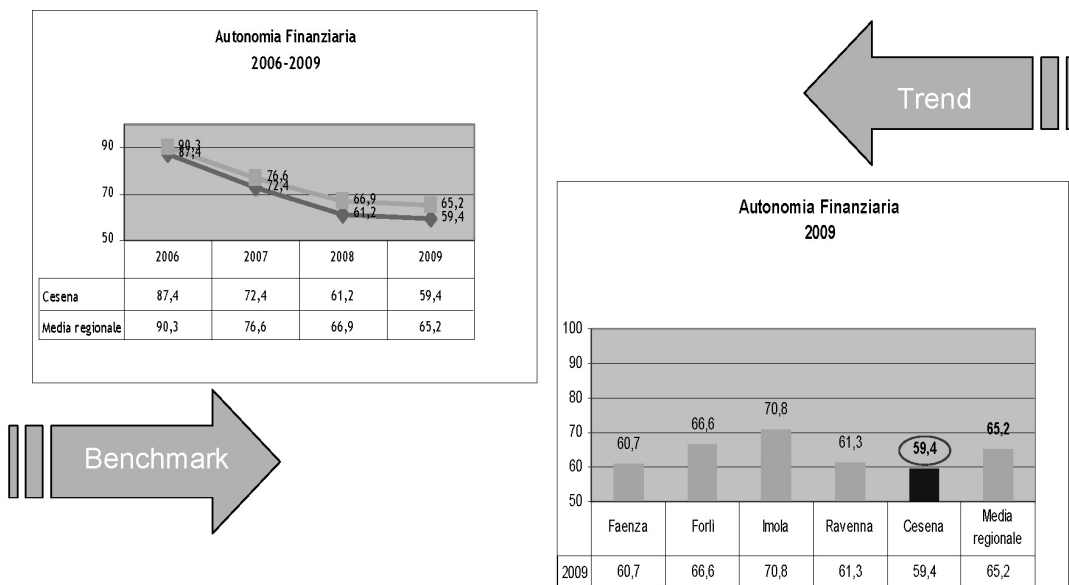 Autonomia Finanziaria
2006-2009
90
70
50
90,3
87,4
76,6
72,4
66,9
61,2
65,2
59,4
2006 2007 2008 2009
Cesena 87,4 72,4 61,2 59,4
Media regionale 90,3 76,6 66,9 65,2
Trend
Benchmark
Autonomia Finanziaria
2009
100
90
80
70
60
50
60,7 66,6 70,8 61,3 59,4 65,2
Faenza Forlì Imola Ravenna Cesena Media
regionale
2009 60,7 66,6 70,8 61,3 59,4 65,2